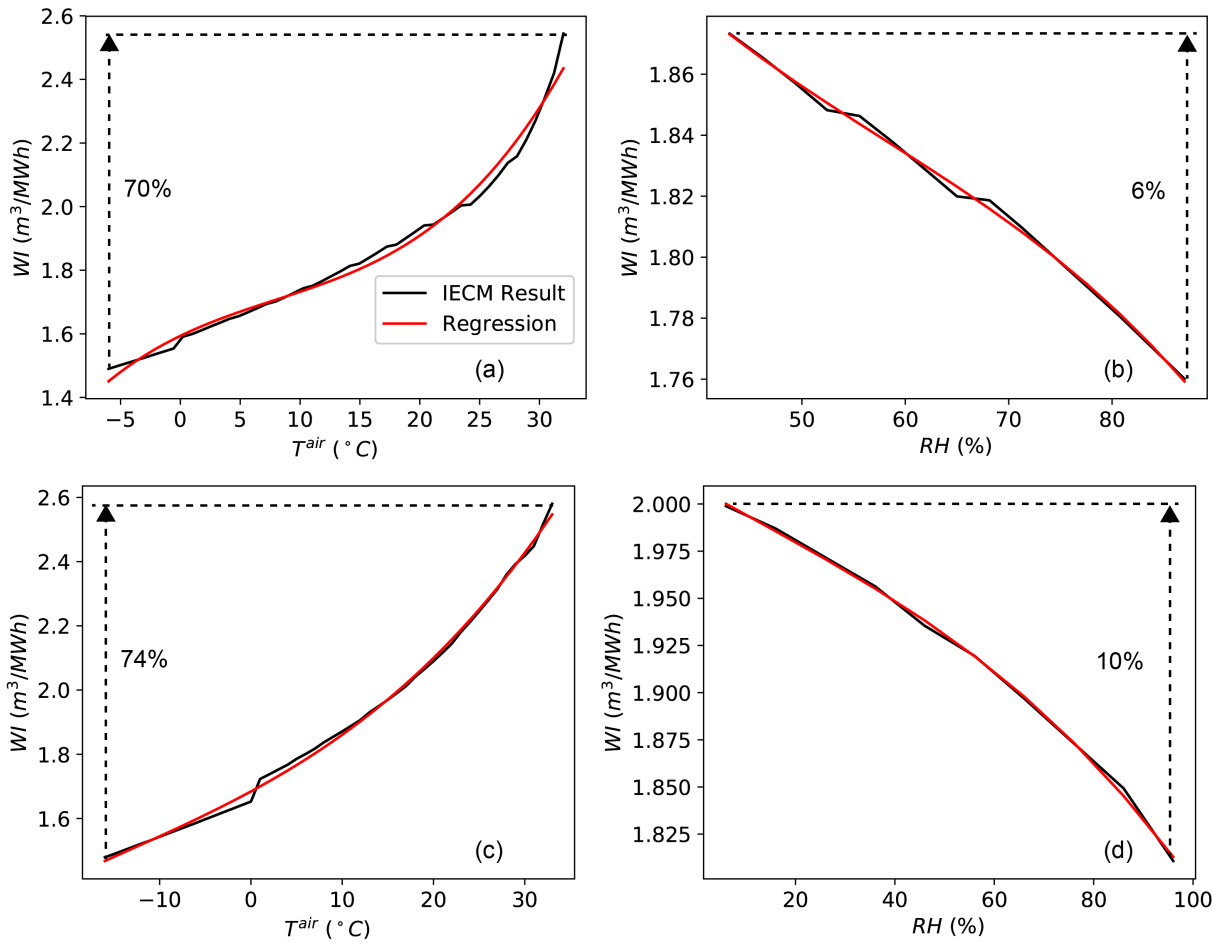 2.6
2.4
2.2
2.0
1.8
1.6
1.4
WI (m³/MWh)
70%
IECM Result
Regression
(a)
−5 0 5 10 15 20 25 30
T^air (°C)
1.86
1.84
1.82
1.80
1.78
1.76
WI (m³/MWh)
6%
(b)
50 60 70 80
RH (%)
2.6
2.4
2.2
2.0
1.8
1.6
WI (m³/MWh)
74%
(c)
−10 0 10 20 30
T^air (°C)
2.000
1.975
1.950
1.925
1.900
1.875
1.850
1.825
WI (m³/MWh)
10%
(d)
20 40 60 80 100
RH (%)